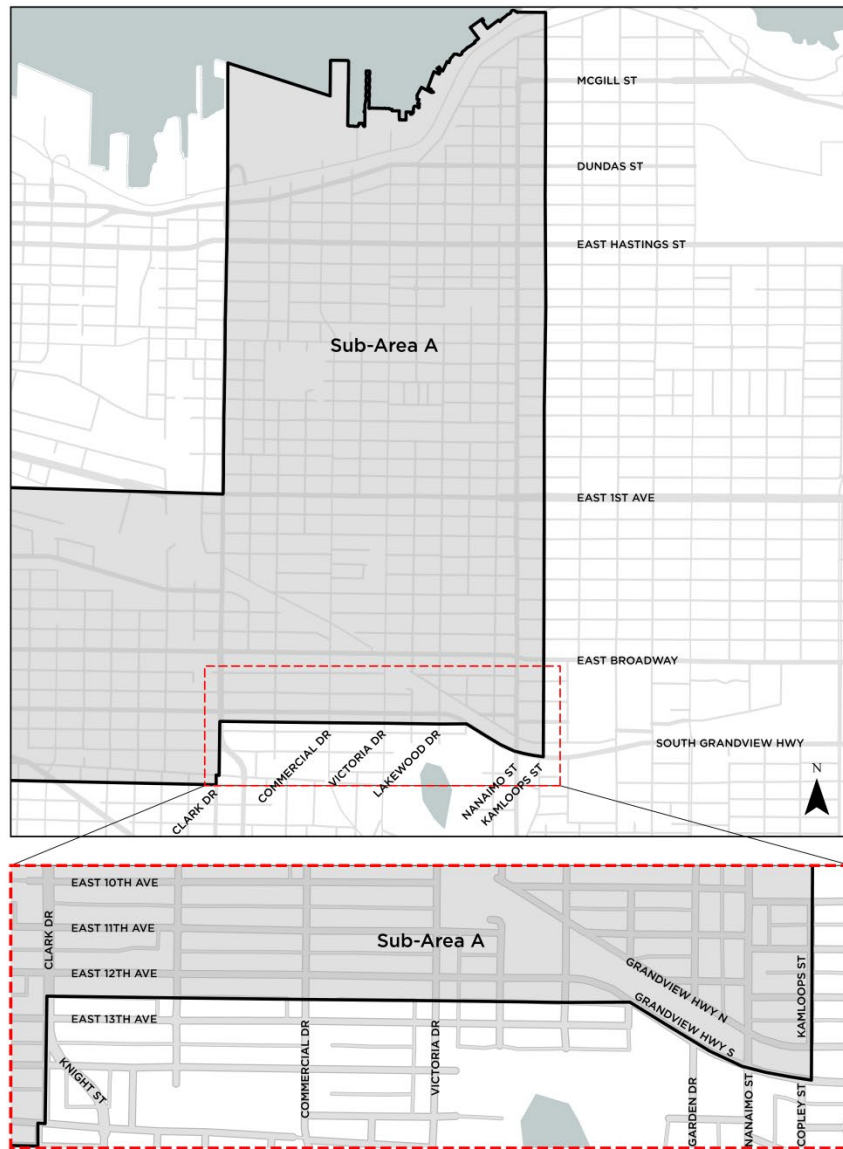 MCGILL ST
DUNDAS ST
EAST HASTINGS ST
Sub-Area A
EAST 1ST AVE
EAST BROADWAY
SOUTH GRANDVIEW HWY
N
CLARK DR
COMMERCIAL DR
VICTORIA DR
LAKEWOOD DR
NANAIMO ST
KAMLOOPS ST
EAST 10TH AVE
CLARK DR
EAST 11TH AVE
Sub-Area A
EAST 12TH AVE
GRANDVIEW HWY N
KAMLOOPS ST
GRANDVIEW HWY S
EAST 13TH AVE
KNIGHT ST
COMMERCIAL DR
VICTORIA DR
GARDEN DR
NANAIMO ST
COPLEY ST